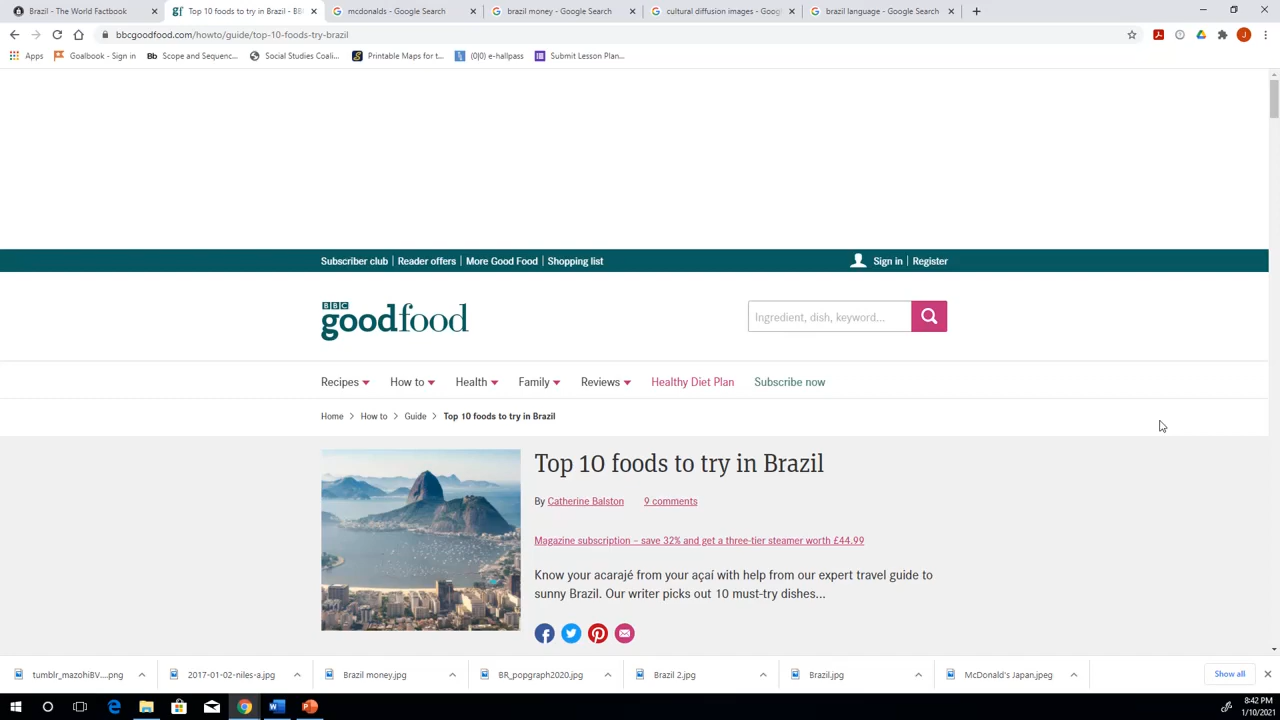 Brazil - The World Factbook
Top 10 foods to try in Brazil - BB
mcdonalds - Google Search
brazil money - Google Search
cultural diffusion images - Goog
brazil language - Google Search
bbcgoodfood.com/howto/guide/top-10-foods-try-brazil
J
Apps
Goalbook - Sign in
Bb Scope and Sequenc...
Social Studies Coali...
Printable Maps for t...
(0|0) e-hallpass
Submit Lesson Plan...
Subscriber club | Reader offers | More Good Food | Shopping list
Sign in | Register
BBC
goodfood
Ingredient, dish, keyword...
Recipes
How to
Health
Family
Reviews
Healthy Diet Plan
Subscribe now
Home > How to > Guide > Top 10 foods to try in Brazil
Top 10 foods to try in Brazil
By Catherine Balston
9 comments
Magazine subscription – save 32% and get a three-tier steamer worth £44.99
Know your acarajé from your açaí with help from our expert travel guide to
sunny Brazil. Our writer picks out 10 must-try dishes...
tumblr_mazohiBV....png
2017-01-02-niles-a.jpg
Brazil money.jpg
BR_paragraph2020.jpg
Brazil 2.jpg
Brazil.jpg
McDonald's Japan.jpeg
Show all
8:42 PM
1/10/2021